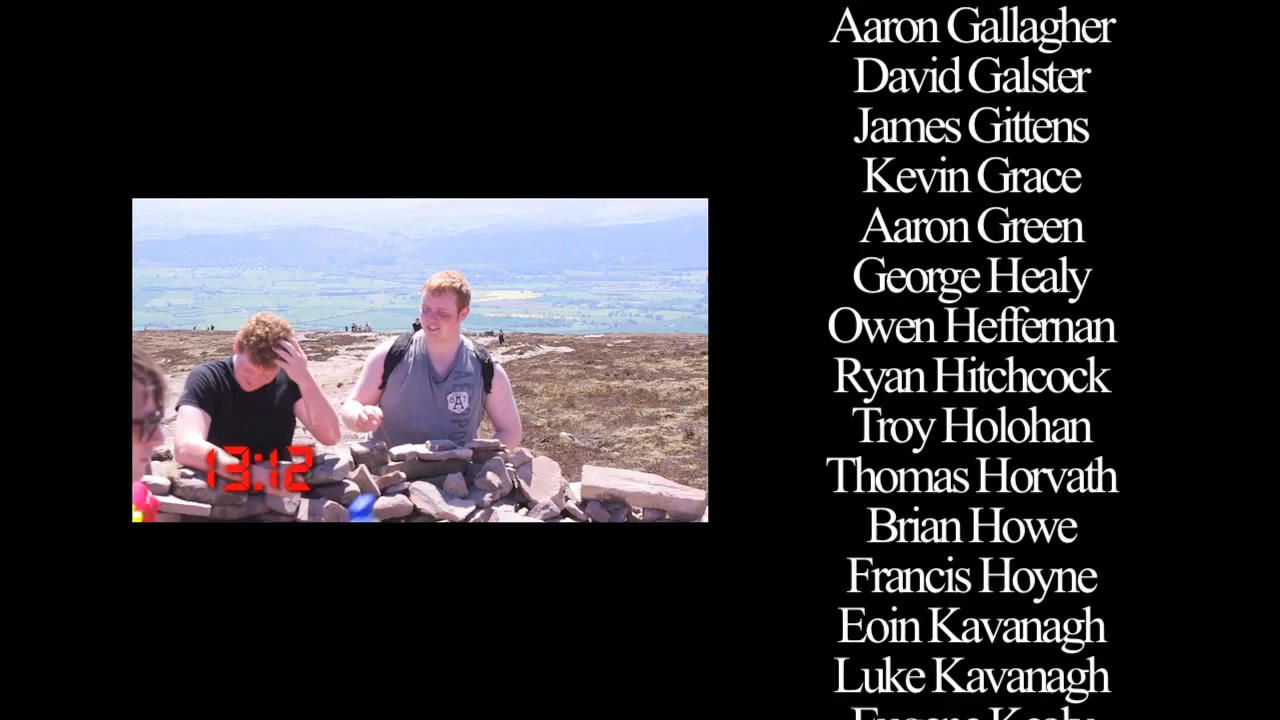 Aaron Gallagher
David Galster
James Gittens
Kevin Grace
Aaron Green
George Healy
Owen Heffernan
Ryan Hitchcock
Troy Holohan
Thomas Horvath
Brian Howe
Francis Hoyne
Eoin Kavanagh
Luke Kavanagh
13:12